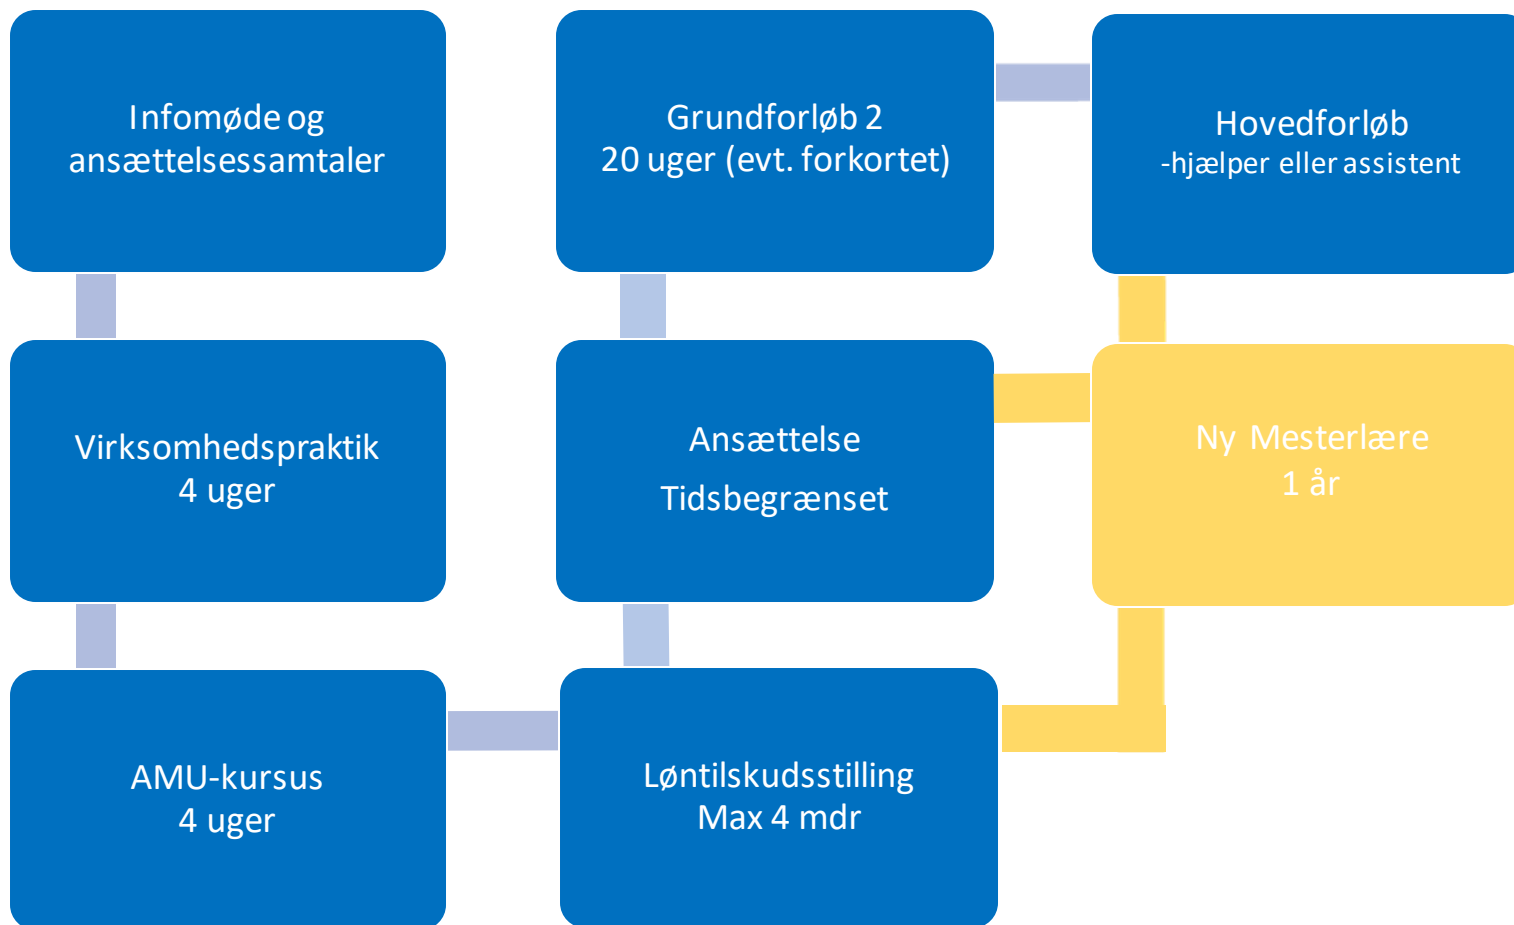 Infomøde og
ansættelsessamtaler
Virksomhedspraktik
4 uger
AMU-kursus
4 uger
Løntilskudsstilling
Max 4 mdr
Ansættelse
Tidsbegrænset
Grundforløb 2
20 uger (evt. forkortet)
Hovedforløb
-hjælper eller assistent
Ny Mesterlære
1 år